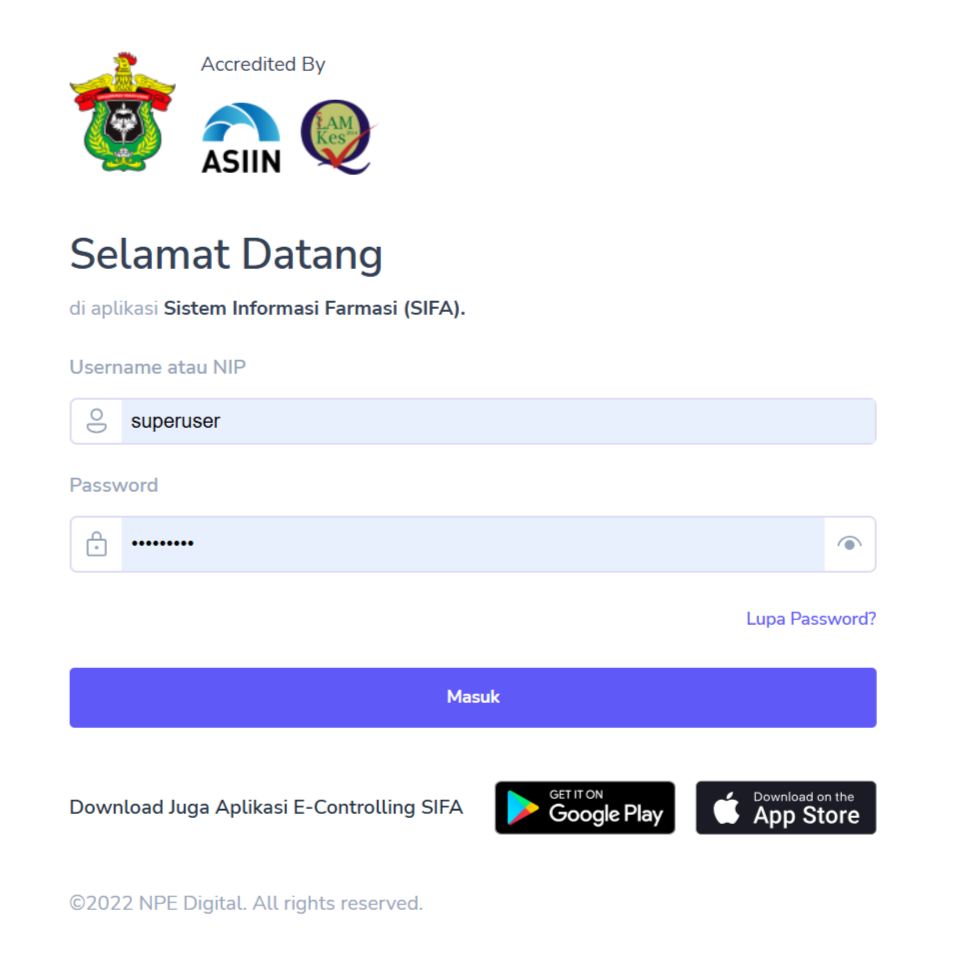 Accredited By
ASIIN
LAM
Kes
Selamat Datang
di aplikasi Sistem Informasi Farmasi (SIFA).
Username atau NIP
superuser
Password
•••••••••
Lupa Password?
Masuk
Download Juga Aplikasi E-Controlling SIFA
GET IT ON
Google Play
Download on the
App Store
©2022 NPE Digital. All rights reserved.